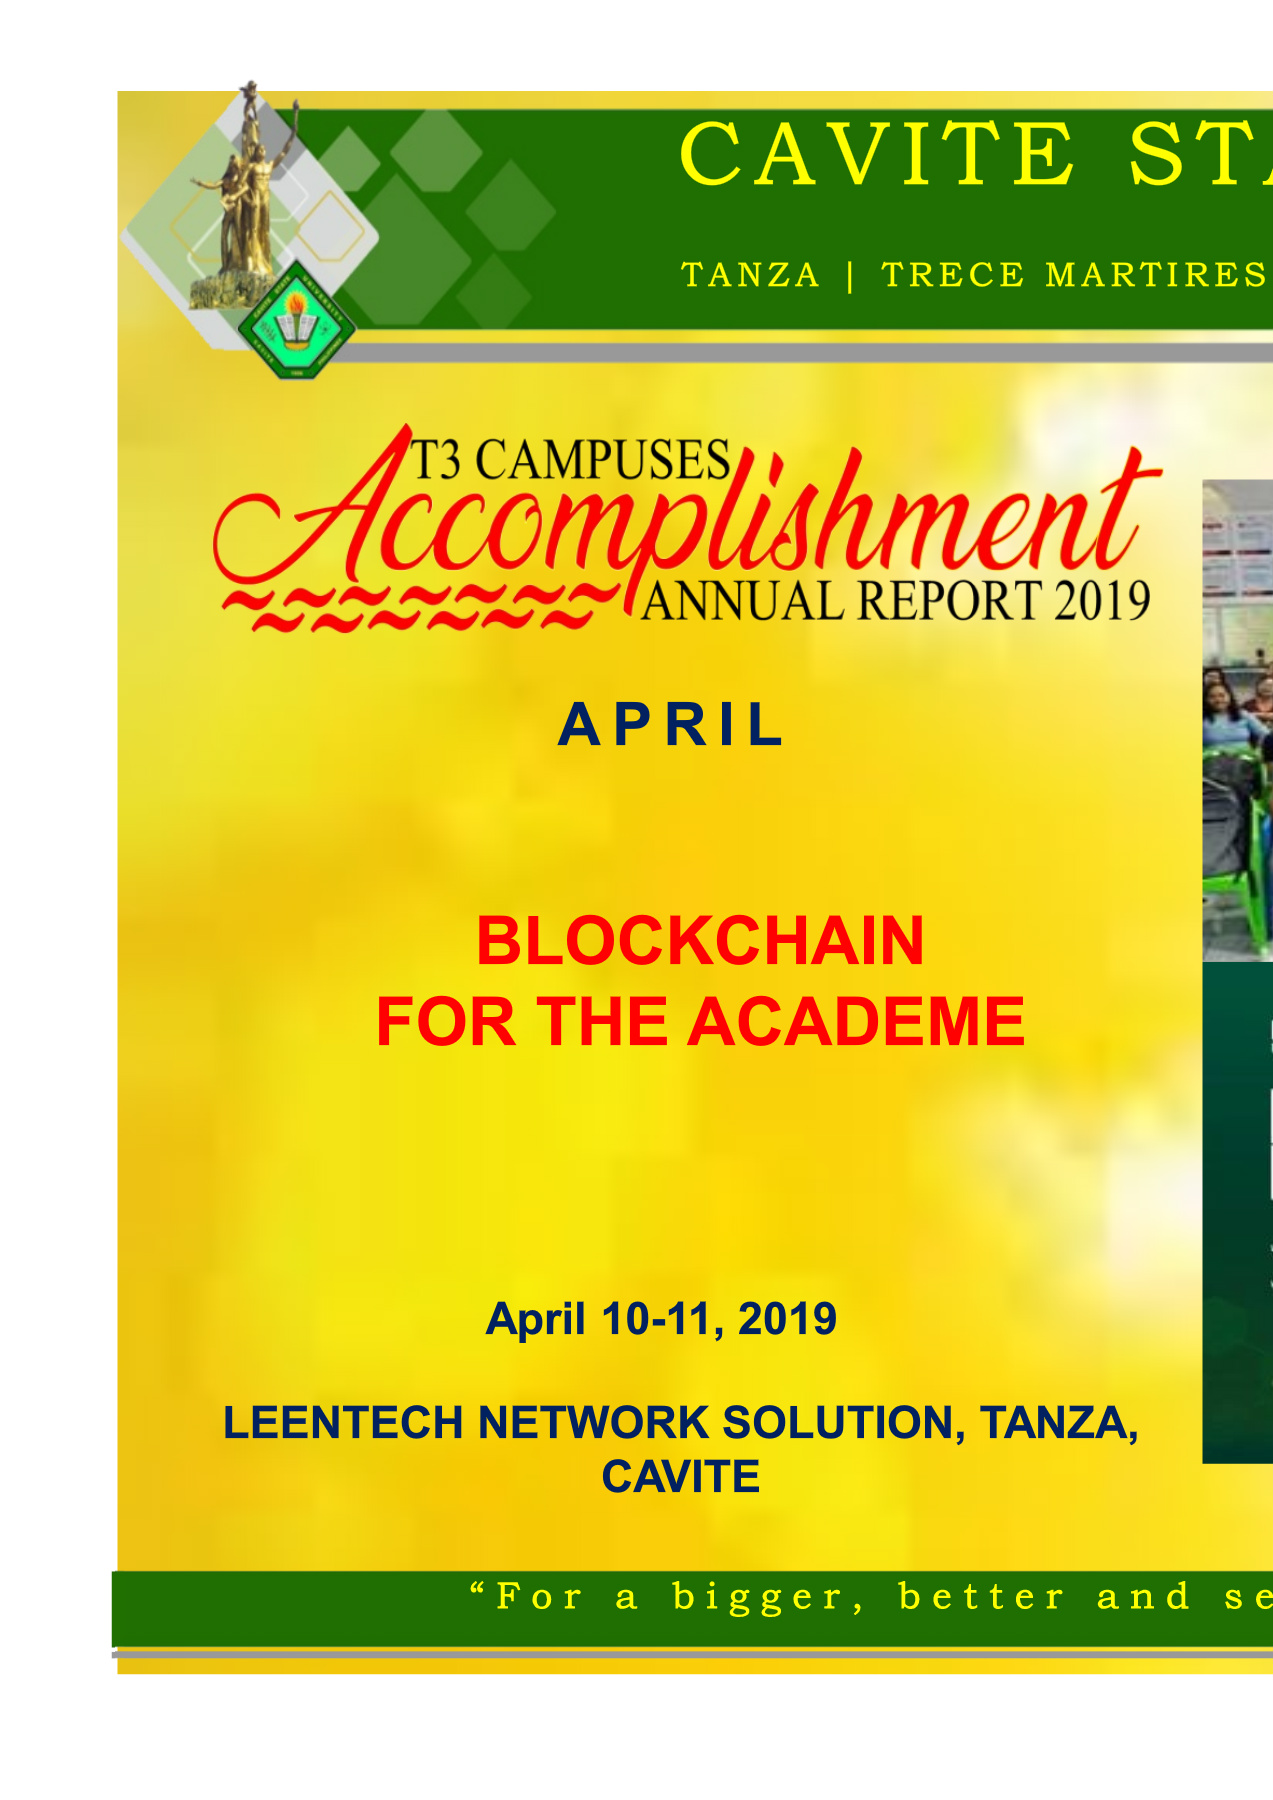 CAVITE STA
TANZA | TRECE MARTIRES
T3 CAMPUSES
Accomplishment
ANNUAL REPORT 2019
APRIL
BLOCKCHAIN
FOR THE ACADEME
April 10-11, 2019
LEENTECH NETWORK SOLUTION, TANZA,
CAVITE
“For a bigger, better and se